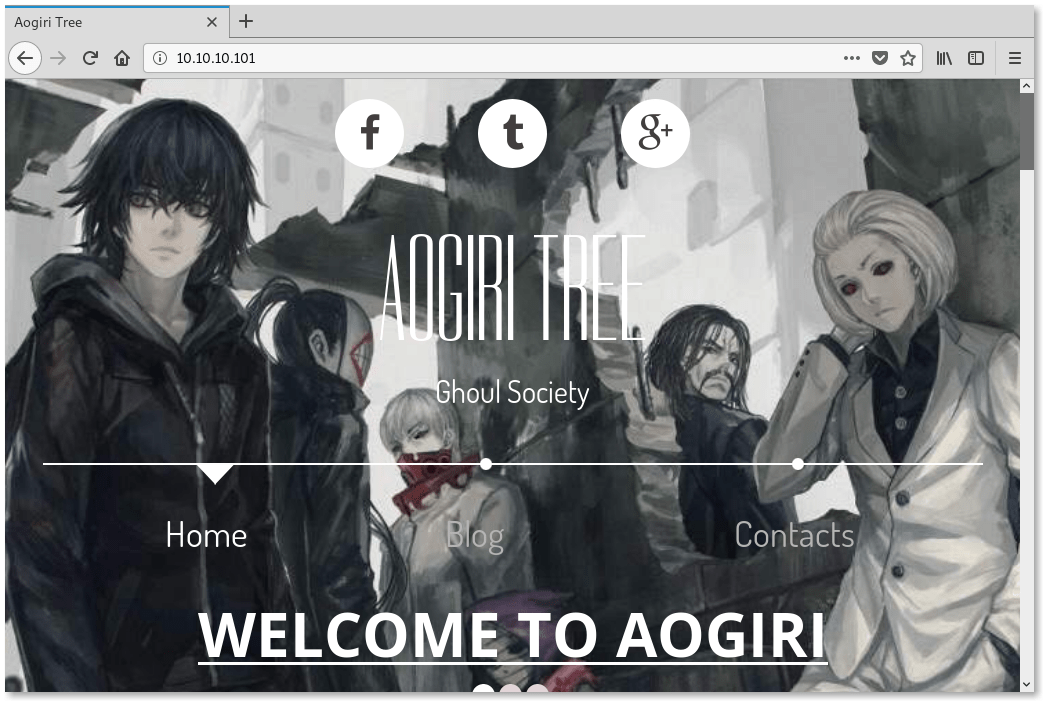 Aogiri Tree
10.10.10.101
f t g+
AOGIRI TREE
Ghoul Society
Home Blog Contacts
WELCOME TO AOGIRI